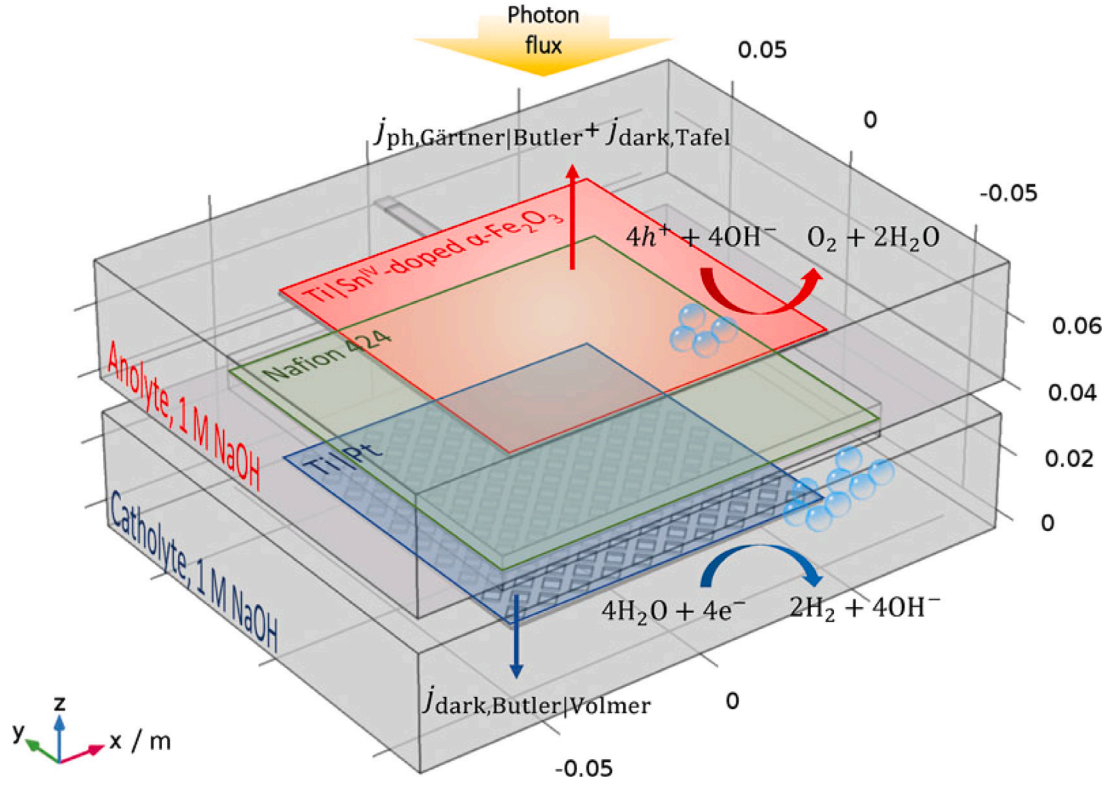 Photon
flux
0.05
0
-0.05
j_ph,Gärtner|Butler + j_dark,Tafel
Ti|Sn^IV-doped α-Fe₂O₃
4h⁺ + 4OH⁻ O₂ + 2H₂O
0.06
Nafion 424
Anolyte, 1 M NaOH
0.04
Ti|Pt
0.02
Catholyte, 1 M NaOH
0
4H₂O + 4e⁻ 2H₂ + 4OH⁻
j_dark,Butler|Volmer
0
-0.05
z
y
x / m